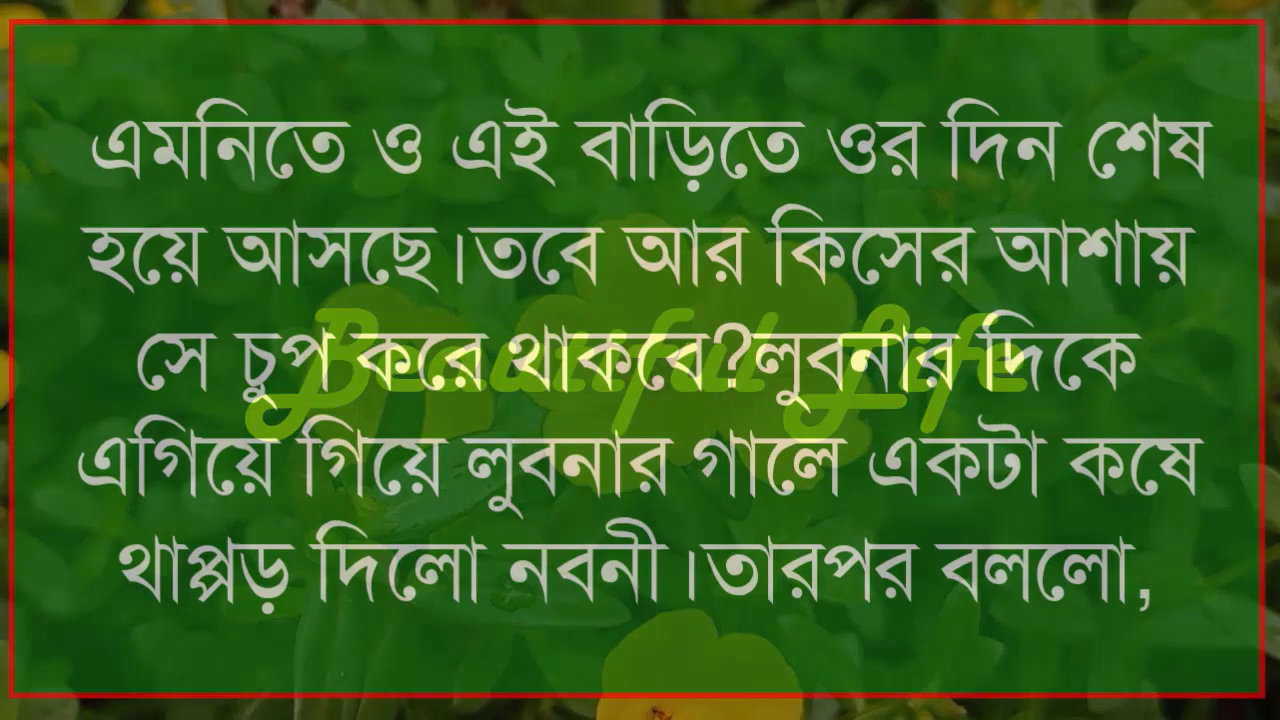 এমনিতে ও এই বাড়িতে ওর দিন শেষ
হয়ে আসছে।তবে আর কিসের আশায়
সে চুপ করে থাকবে?লুবনার দিকে
Beautiful Life
এগিয়ে গিয়ে লুবনার গালে একটা কষে
থাপ্পড় দিলো নবনী।তারপর বললো,